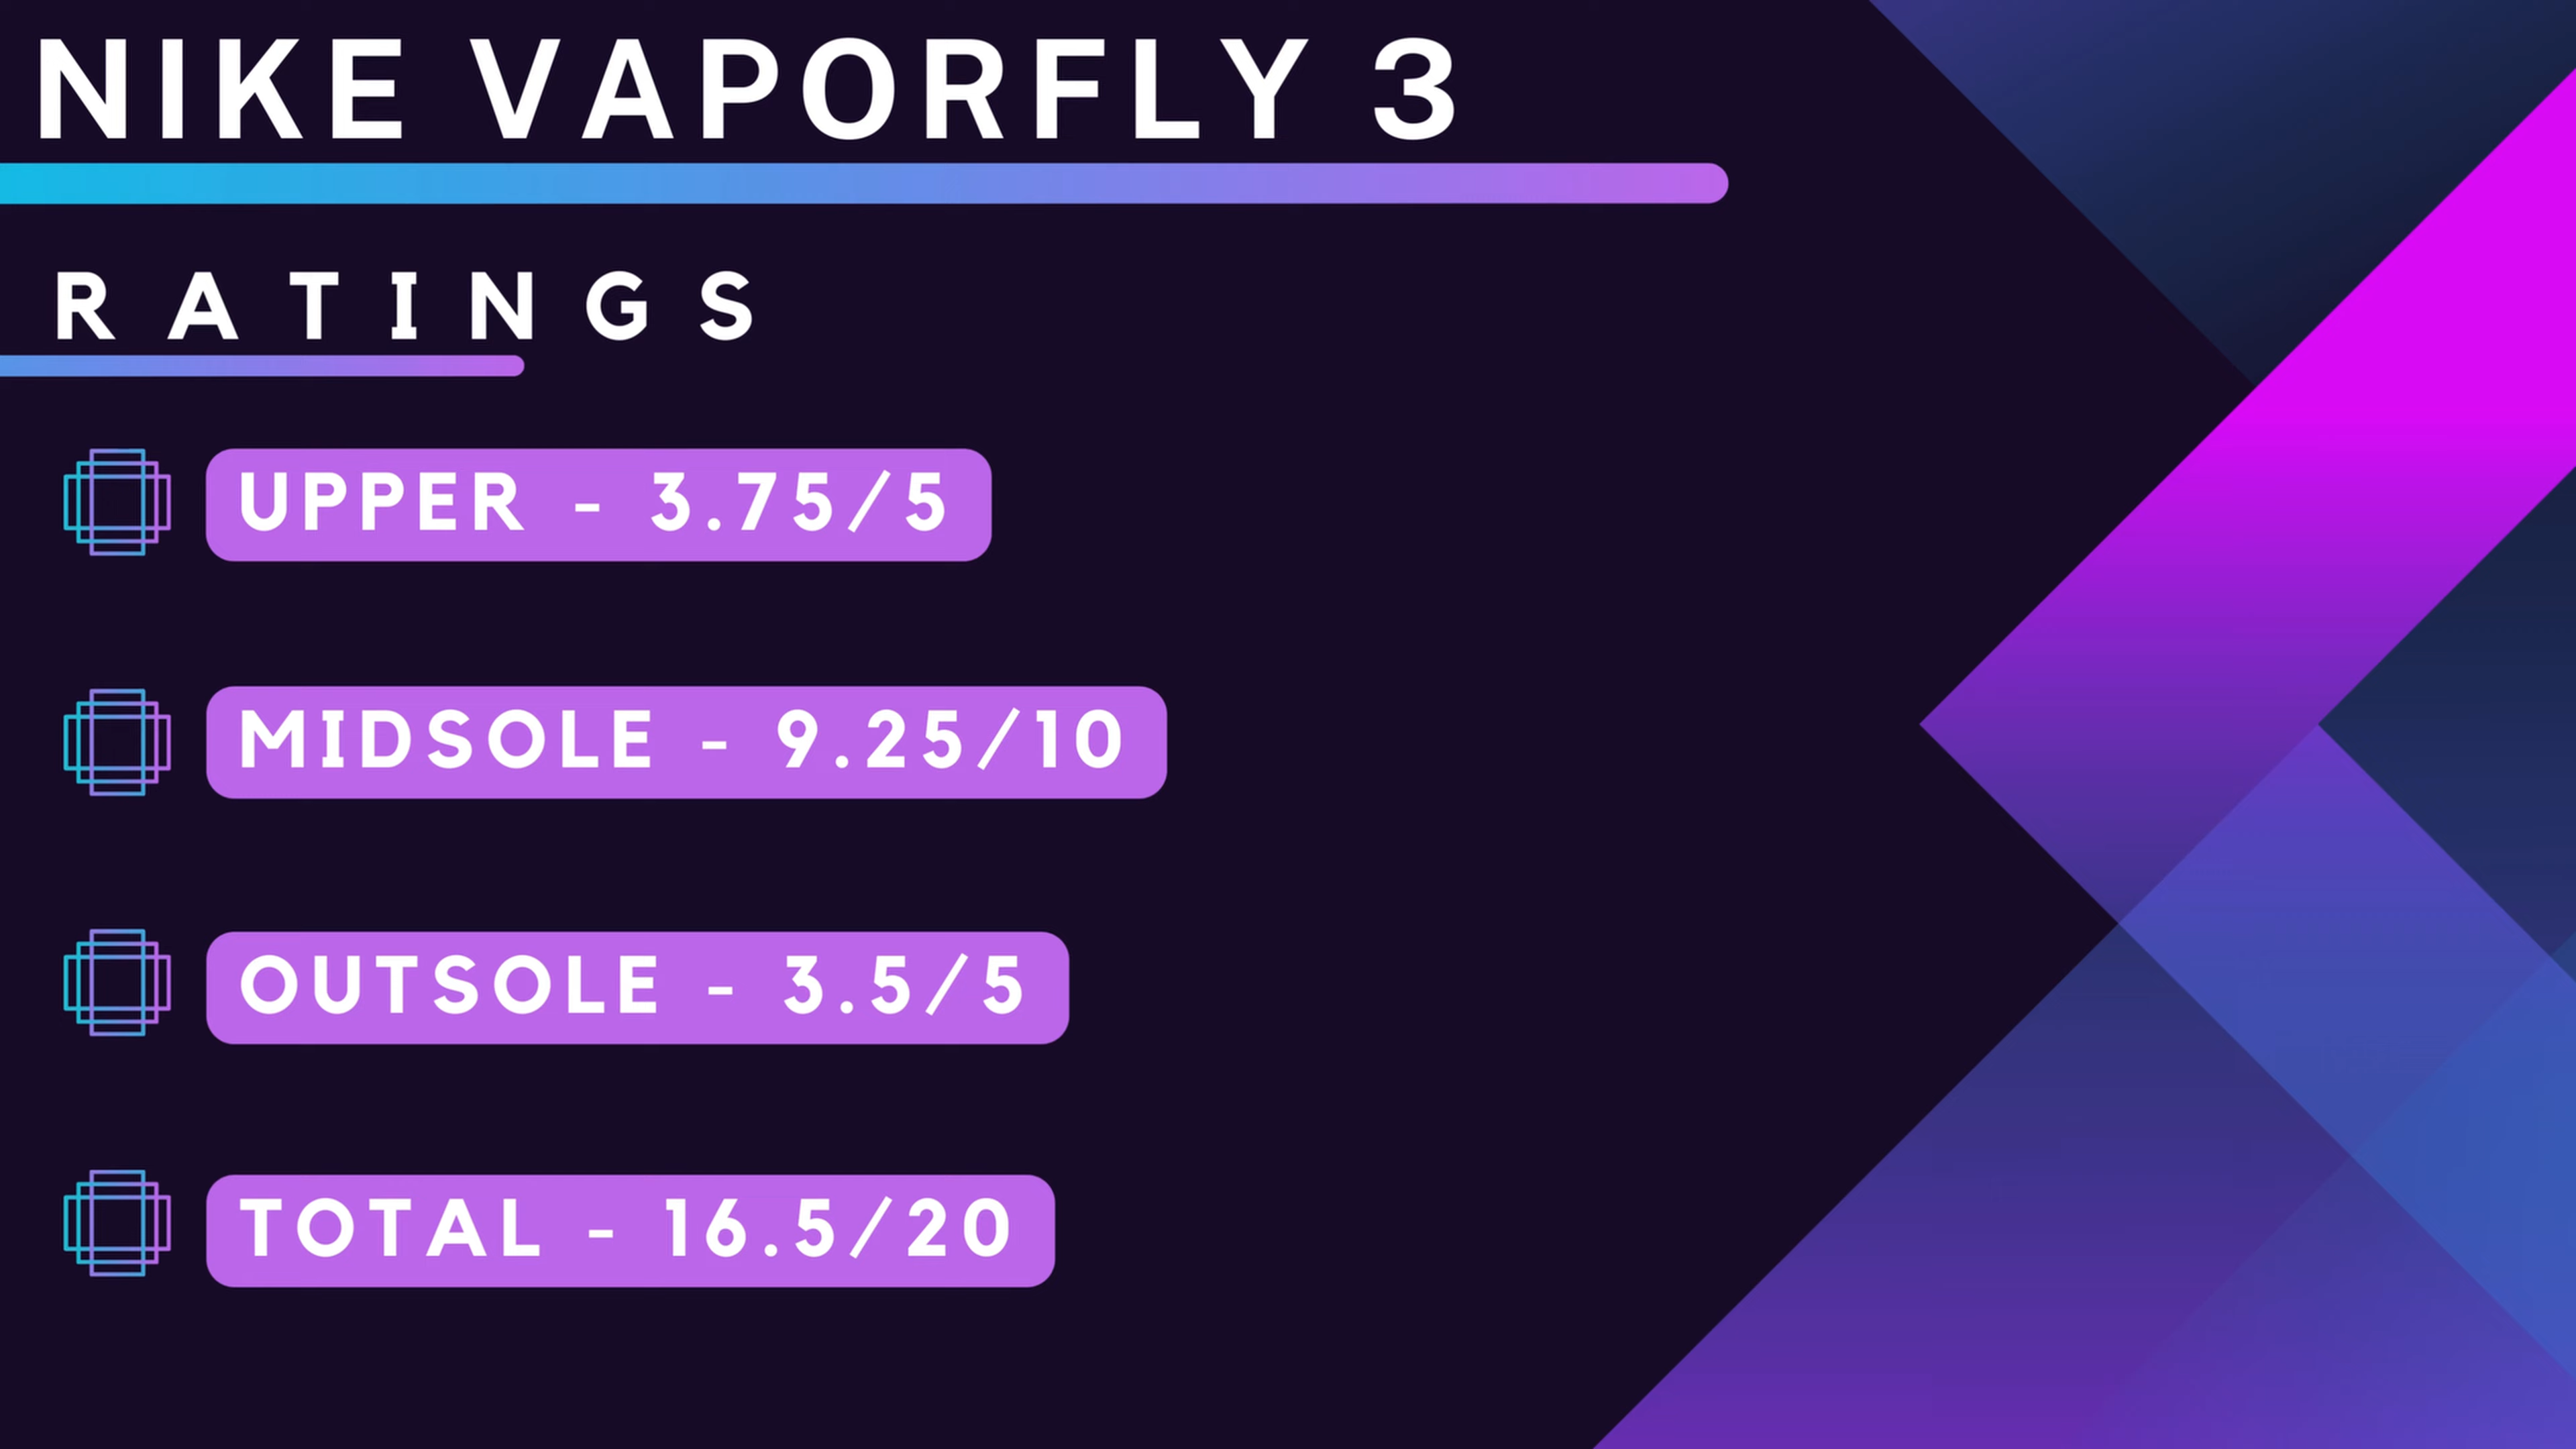 NIKE VAPORFLY 3
RATINGS
UPPER - 3.75/5
MIDSOLE - 9.25/10
OUTSOLE - 3.5/5
TOTAL - 16.5/20